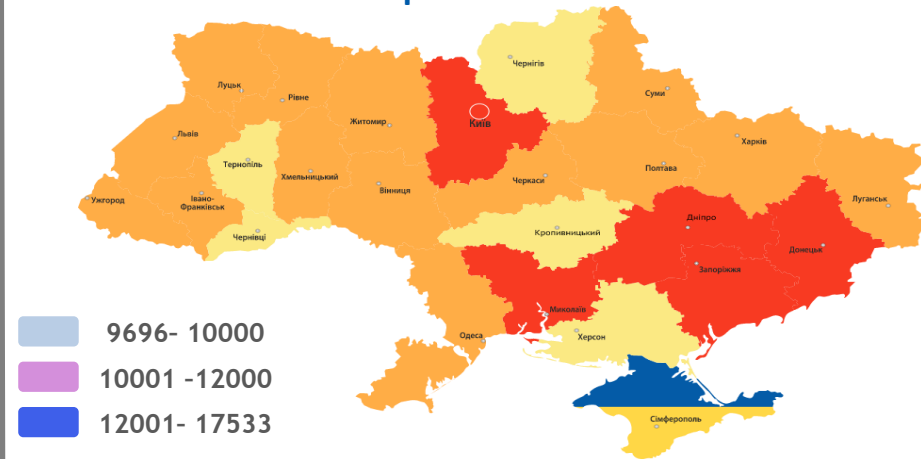 Чернігів
Луцьк
Рівне
Суми
Житомир
Київ
Львів
Харків
Тернопіль
Полтава
Хмельницький
Черкаси
Вінниця
Ужгород
Івано-
Франківськ
Луганськ
Дніпро
Чернівці
Кропивницький
Донецьк
Запоріжжя
Миколаїв
Одеса
Херсон
Сімферополь
9696- 10000
10001 -12000
12001- 17533